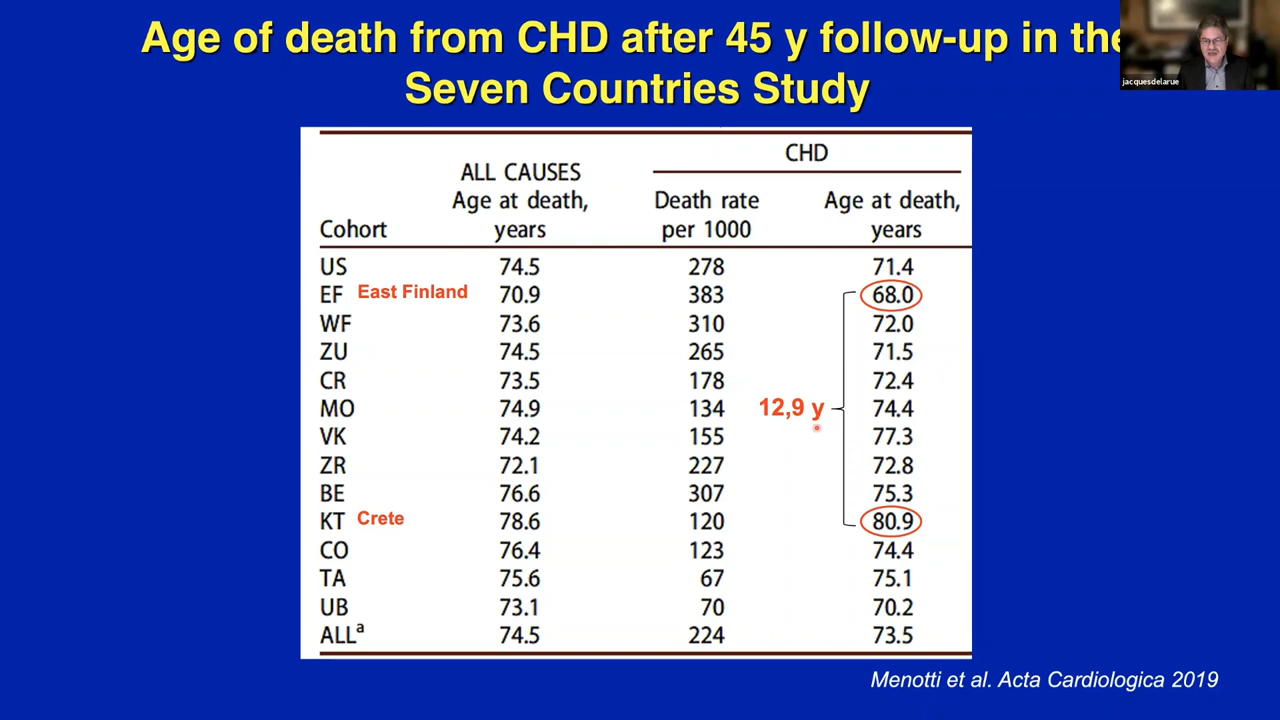 Age of death from CHD after 45 y follow-up in the
Seven Countries Study
jacquesdelarue
CHD
ALL CAUSES
Age at death, Death rate Age at death,
Cohort years per 1000 years
US 74.5 278 71.4
EF East Finland 70.9 383 68.0
WF 73.6 310 72.0
ZU 74.5 265 71.5
CR 73.5 178 72.4
MO 74.9 134 12,9 y 74.4
VK 74.2 155 77.3
ZR 72.1 227 72.8
BE 76.6 307 75.3
KT Crete 78.6 120 80.9
CO 76.4 123 74.4
TA 75.6 67 75.1
UB 73.1 70 70.2
ALLa 74.5 224 73.5
Menotti et al. Acta Cardiologica 2019